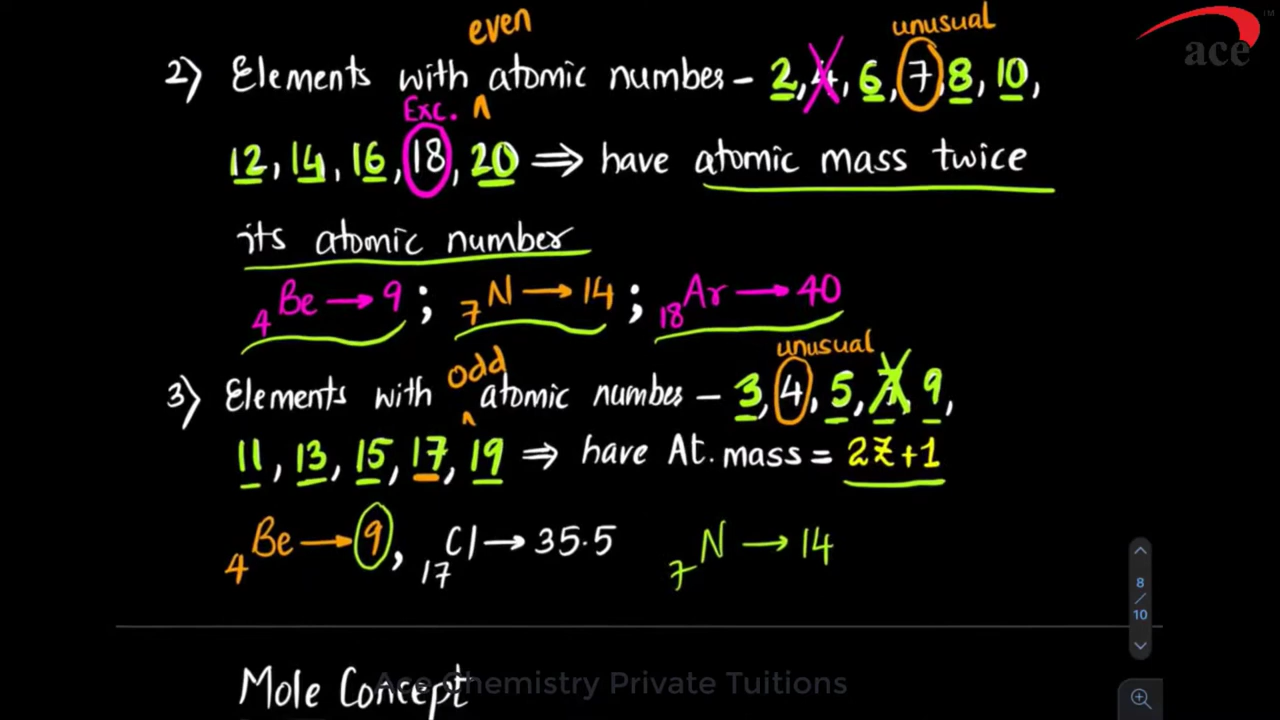 even
unusual
ace
TM
2) Elements with ∧ atomic number - 2, 4, 6, 7, 8, 10,
Exc.
12, 14, 16, 18, 20 ⇒ have atomic mass twice
its atomic number
₄Be → 9 ; ₇N → 14 ; ₁₈Ar → 40
odd
unusual
3) Elements with ∧ atomic number - 3, 4, 5, 7, 9,
11, 13, 15, 17, 19 ⇒ have At. mass = 2Z+1
₄Be → 9, ₁₇Cl → 35.5 ₇N → 14
8
/
10
Mole Concept
Ace Chemistry Private Tuitions